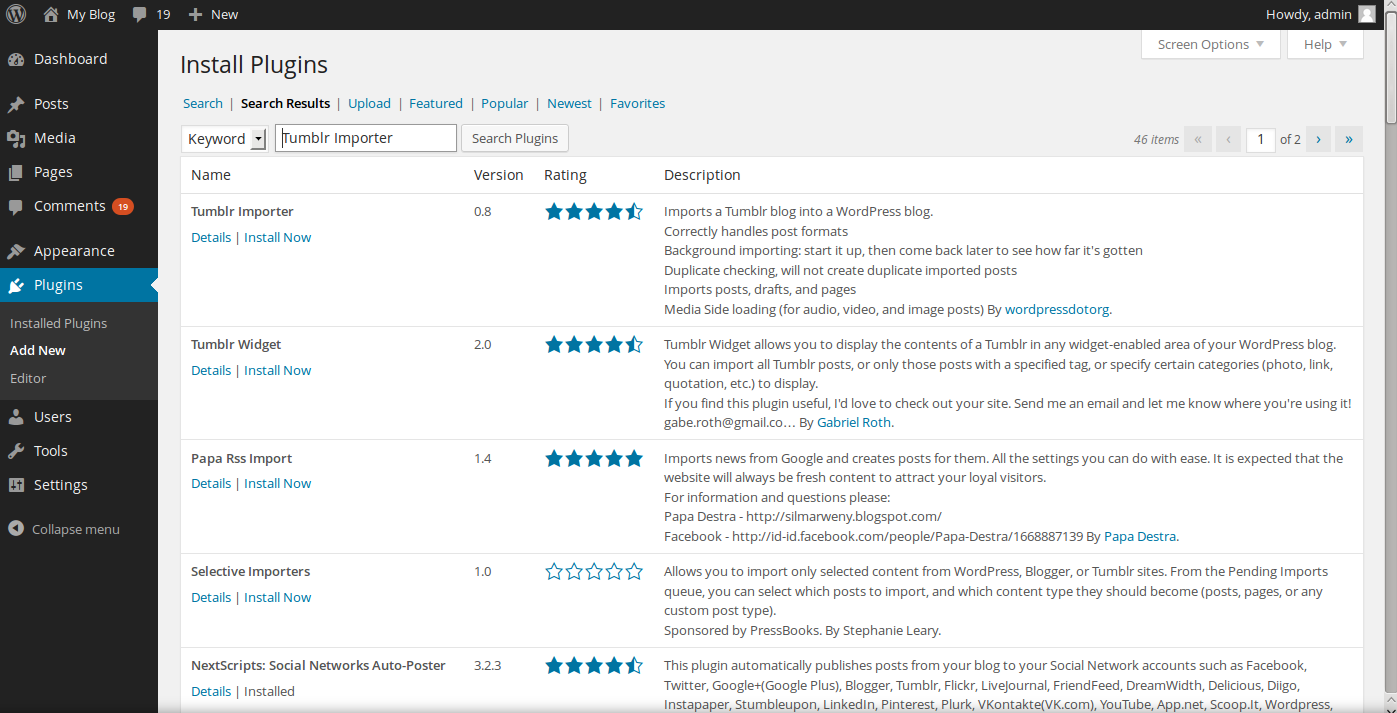 My Blog 19 New Howdy, admin
Screen Options Help
Dashboard
Posts
Media
Pages
Comments 19
Appearance
Plugins
Installed Plugins
Add New
Editor
Users
Tools
Settings
Collapse menu
Install Plugins
Search | Search Results | Upload | Featured | Popular | Newest | Favorites
Keyword Tumblr Importer Search Plugins 46 items « ‹ 1 of 2 › »
Name Version Rating Description
Tumblr Importer 0.8 Imports a Tumblr blog into a WordPress blog.
Correctly handles post formats
Details | Install Now
Background importing: start it up, then come back later to see how far it's gotten
Duplicate checking, will not create duplicate imported posts
Imports posts, drafts, and pages
Media Side loading (for audio, video, and image posts) By wordpressdotorg.
Tumblr Widget 2.0 Tumblr Widget allows you to display the contents of a Tumblr in any widget-enabled area of your WordPress blog.
Details | Install Now You can import all Tumblr posts, or only those posts with a specified tag, or specify certain categories (photo, link,
quotation, etc.) to display.
If you find this plugin useful, I'd love to check out your site. Send me an email and let me know where you're using it!
gabe.roth@gmail.co… By Gabriel Roth.
Papa Rss Import 1.4 Imports news from Google and creates posts for them. All the settings you can do with ease. It is expected that the
Details | Install Now website will always be fresh content to attract your loyal visitors.
For information and questions please:
Papa Destra - http://silmarweny.blogspot.com/
Facebook - http://id-id.facebook.com/people/Papa-Destra/1668887139 By Papa Destra.
Selective Importers 1.0 Allows you to import only selected content from WordPress, Blogger, or Tumblr sites. From the Pending Imports
Details | Install Now queue, you can select which posts to import, and which content type they should become (posts, pages, or any
custom post type).
Sponsored by PressBooks. By Stephanie Leary.
NextScripts: Social Networks Auto-Poster 3.2.3 This plugin automatically publishes posts from your blog to your Social Network accounts such as Facebook,
Details | Installed Twitter, Google+(Google Plus), Blogger, Tumblr, Flickr, LiveJournal, FriendFeed, DreamWidth, Delicious, Diigo,
Instapaper, Stumbleupon, LinkedIn, Pinterest, Plurk, VKontakte(VK.com), YouTube, App.net, Scoop.It, Wordpress,